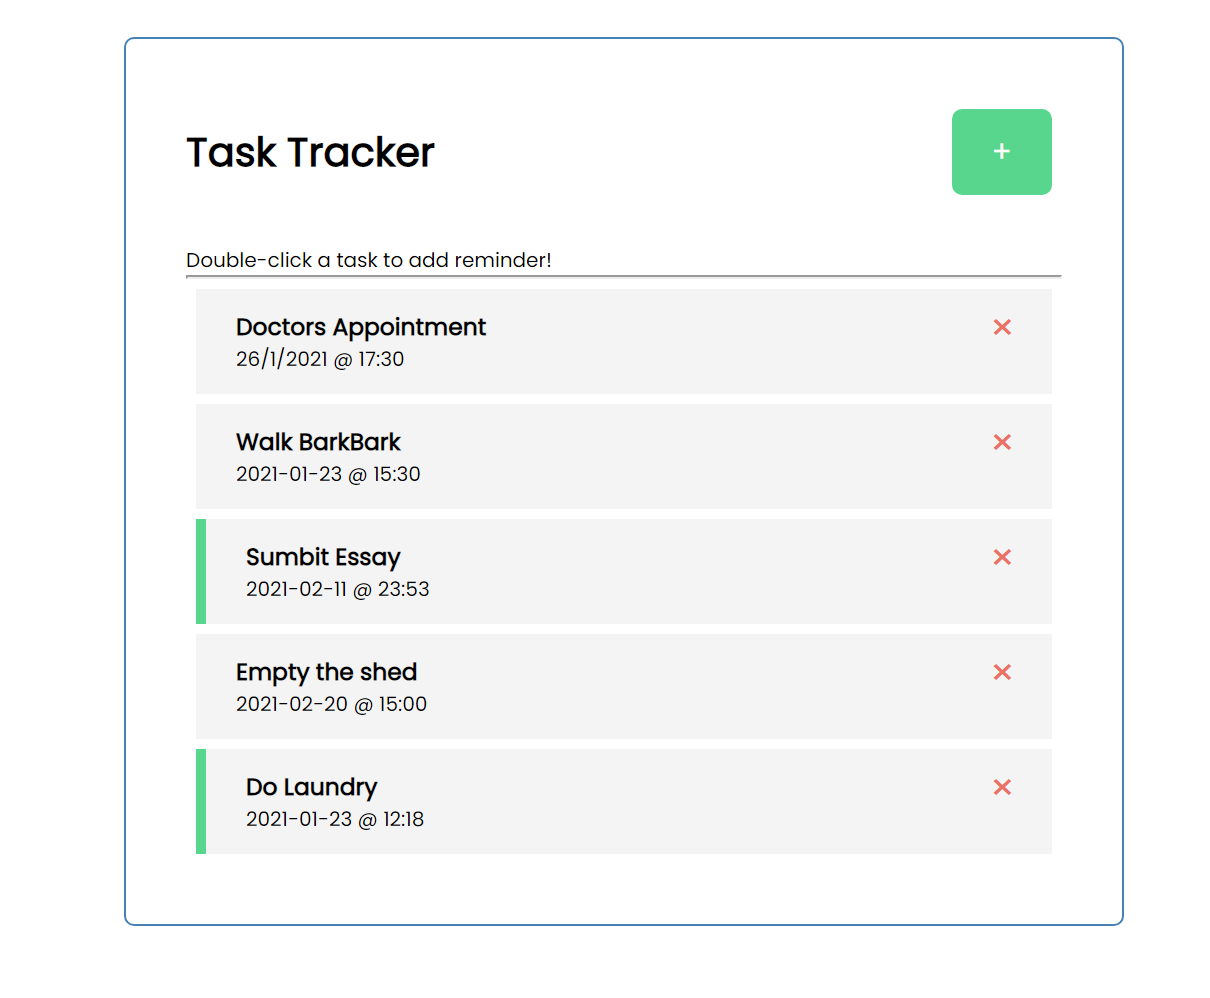 Task Tracker
+
Double-click a task to add reminder!
Doctors Appointment
26/1/2021 @ 17:30
Walk BarkBark
2021-01-23 @ 15:30
Sumbit Essay
2021-02-11 @ 23:53
Empty the shed
2021-02-20 @ 15:00
Do Laundry
2021-01-23 @ 12:18